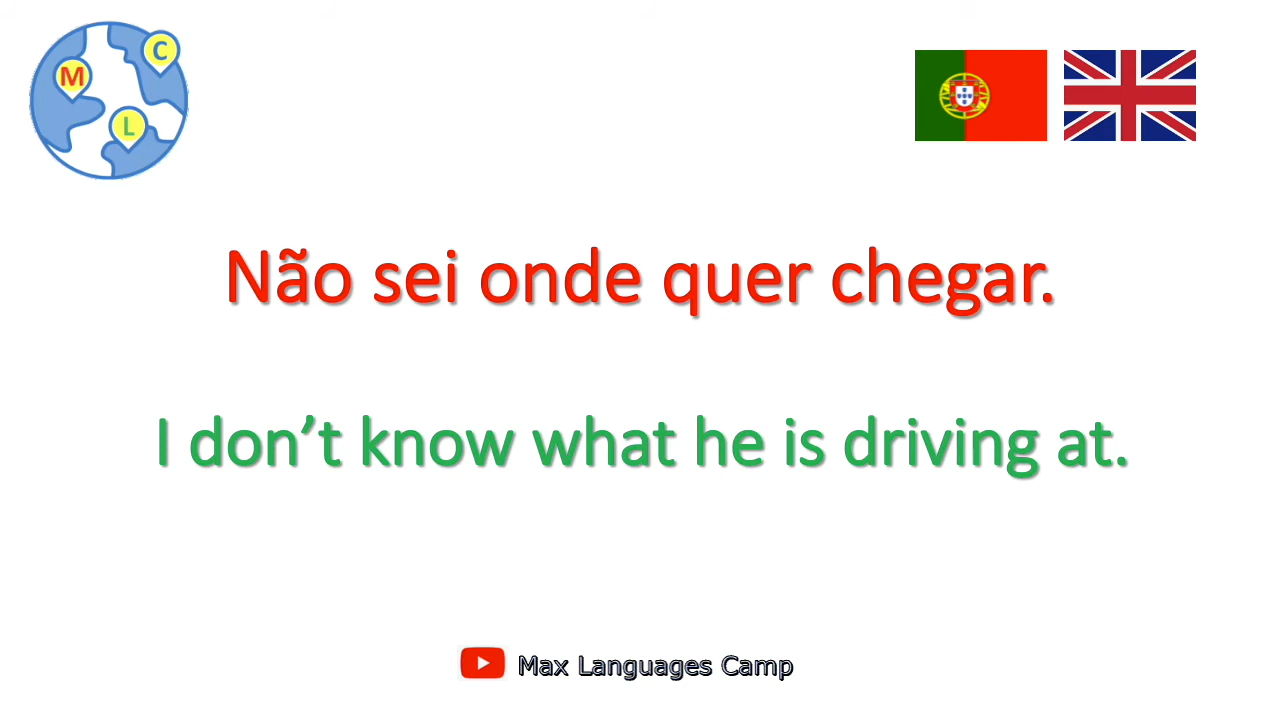 C
M
L
Não sei onde quer chegar.
I don’t know what he is driving at.
Max Languages Camp